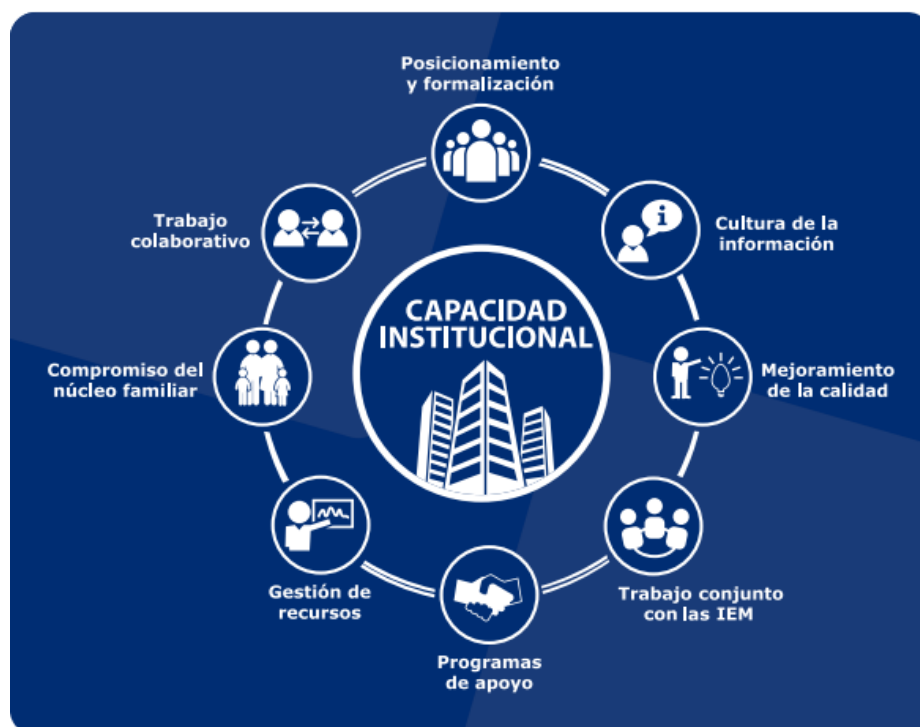 Posicionamiento
y formalización
Cultura de la
información
Mejoramiento
de la calidad
Trabajo conjunto
con las IEM
Programas
de apoyo
Gestión de
recursos
Compromiso del
núcleo familiar
Trabajo
colaborativo
CAPACIDAD
INSTITUCIONAL